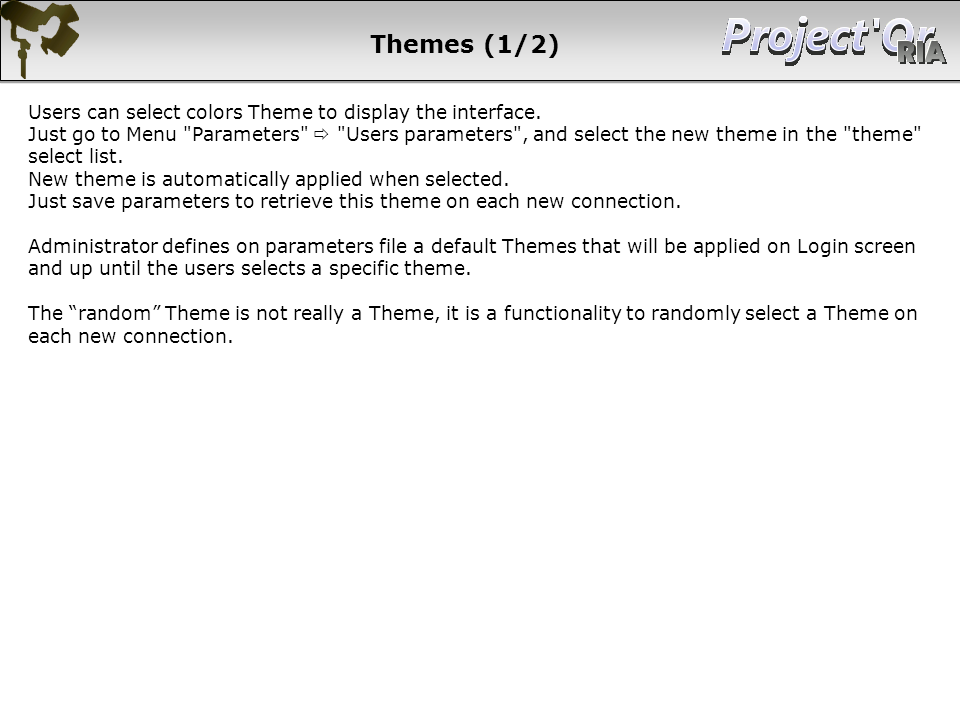 Themes (1/2)
Project'Or
RIA
Users can select colors Theme to display the interface.
Just go to Menu "Parameters" ⇨ "Users parameters", and select the new theme in the "theme"
select list.
New theme is automatically applied when selected.
Just save parameters to retrieve this theme on each new connection.
Administrator defines on parameters file a default Themes that will be applied on Login screen
and up until the users selects a specific theme.
The “random” Theme is not really a Theme, it is a functionality to randomly select a Theme on
each new connection.